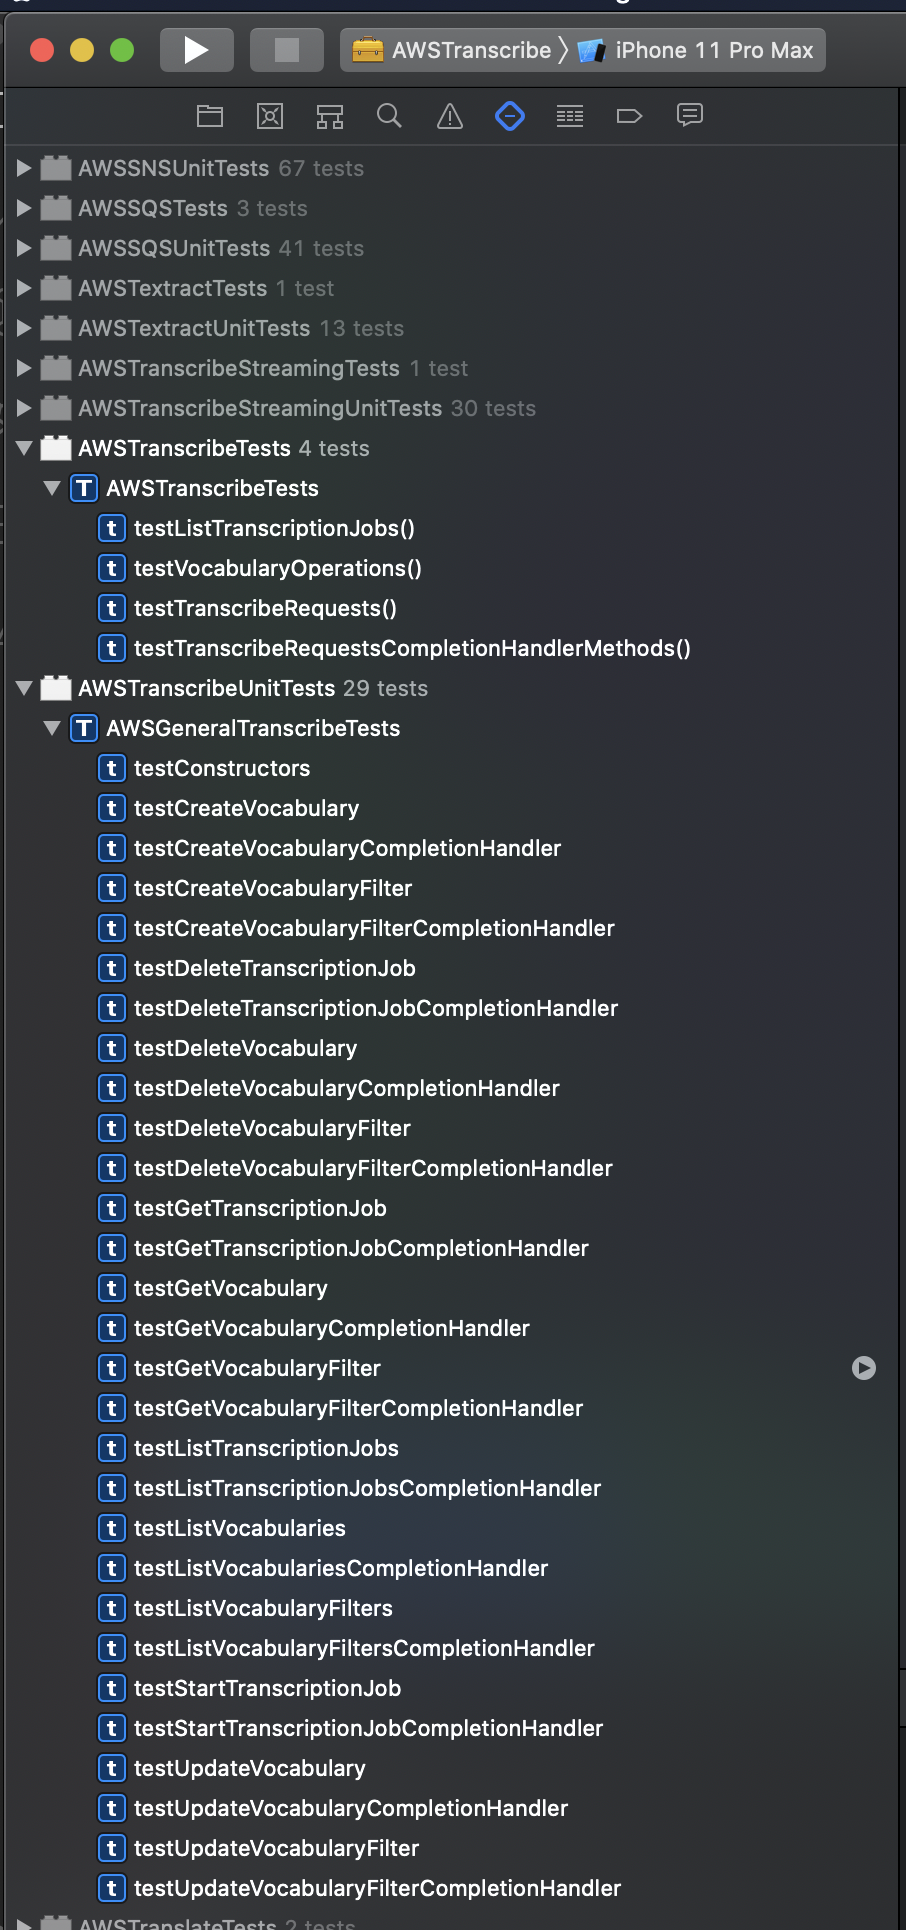 AWSTranscribe 〉 iPhone 11 Pro Max
AWSSNSUnitTests 67 tests
AWSSQSTests 3 tests
AWSSQSUnitTests 41 tests
AWSTextractTests 1 test
AWSTextractUnitTests 13 tests
AWSTranscribeStreamingTests 1 test
AWSTranscribeStreamingUnitTests 30 tests
AWSTranscribeTests 4 tests
T AWSTranscribeTests
t testListTranscriptionJobs()
t testVocabularyOperations()
t testTranscribeRequests()
t testTranscribeRequestsCompletionHandlerMethods()
AWSTranscribeUnitTests 29 tests
T AWSGeneralTranscribeTests
t testConstructors
t testCreateVocabulary
t testCreateVocabularyCompletionHandler
t testCreateVocabularyFilter
t testCreateVocabularyFilterCompletionHandler
t testDeleteTranscriptionJob
t testDeleteTranscriptionJobCompletionHandler
t testDeleteVocabulary
t testDeleteVocabularyCompletionHandler
t testDeleteVocabularyFilter
t testDeleteVocabularyFilterCompletionHandler
t testGetTranscriptionJob
t testGetTranscriptionJobCompletionHandler
t testGetVocabulary
t testGetVocabularyCompletionHandler
t testGetVocabularyFilter
t testGetVocabularyFilterCompletionHandler
t testListTranscriptionJobs
t testListTranscriptionJobsCompletionHandler
t testListVocabularies
t testListVocabulariesCompletionHandler
t testListVocabularyFilters
t testListVocabularyFiltersCompletionHandler
t testStartTranscriptionJob
t testStartTranscriptionJobCompletionHandler
t testUpdateVocabulary
t testUpdateVocabularyCompletionHandler
t testUpdateVocabularyFilter
t testUpdateVocabularyFilterCompletionHandler
AWSTranslateTests 2 tests